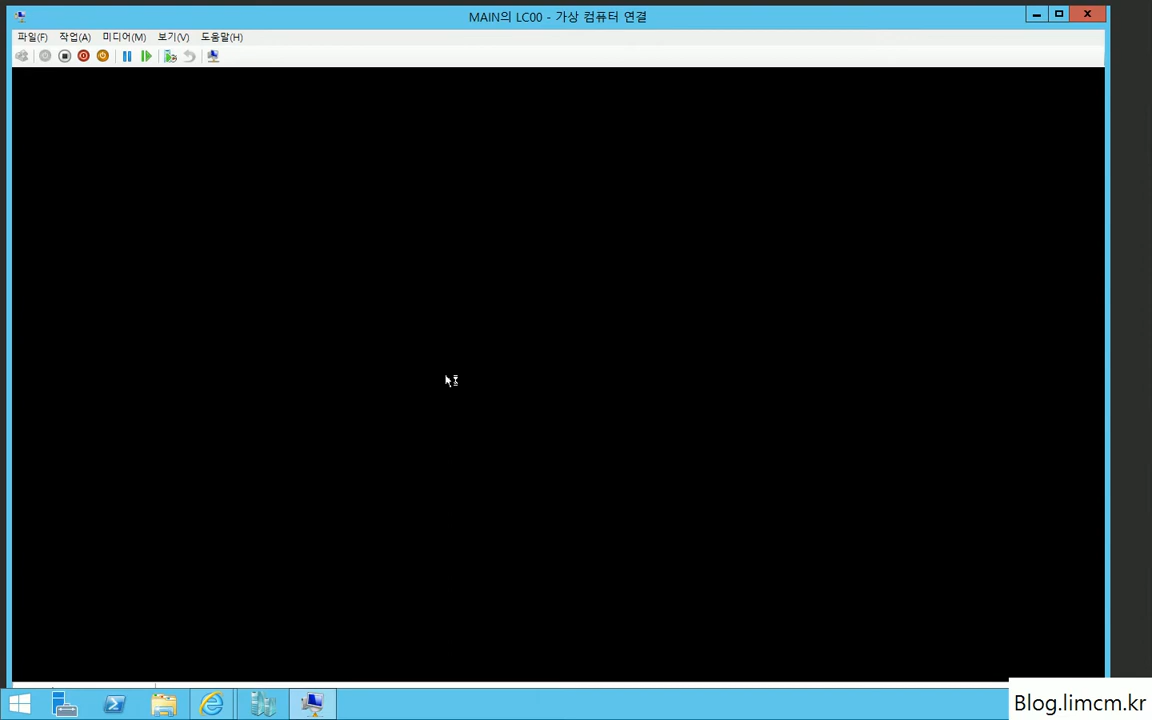 MAIN의 LC00 - 가상 컴퓨터 연결
파일(F) 작업(A) 미디어(M) 보기(V) 도움말(H)
Blog.limcm.kr